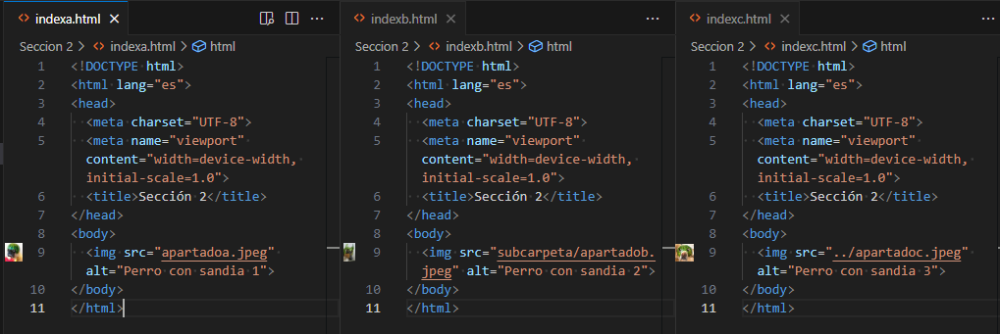 indexa.html
Seccion 2 > indexa.html > html
1 <!DOCTYPE html>
2 <html lang="es">
3 <head>
4 <meta charset="UTF-8">
5 <meta name="viewport"
content="width=device-width,
initial-scale=1.0">
6 <title>Sección 2</title>
7 </head>
8 <body>
9 <img src="apartadoa.jpeg"
alt="Perro con sandia 1">
10 </body>
11 </html>
indexb.html
Seccion 2 > indexb.html > html
1 <!DOCTYPE html>
2 <html lang="es">
3 <head>
4 <meta charset="UTF-8">
5 <meta name="viewport"
content="width=device-width,
initial-scale=1.0">
6 <title>Sección 2</title>
7 </head>
8 <body>
9 <img src="subcarpeta/apartadob.
jpeg" alt="Perro con sandia 2">
10 </body>
11 </html>
indexc.html
Seccion 2 > indexc.html > html
1 <!DOCTYPE html>
2 <html lang="es">
3 <head>
4 <meta charset="UTF-8">
5 <meta name="viewport"
content="width=device-width,
initial-scale=1.0">
6 <title>Sección 2</title>
7 </head>
8 <body>
9 <img src="../apartadoc.jpeg"
alt="Perro con sandia 3">
10 </body>
11 </html>